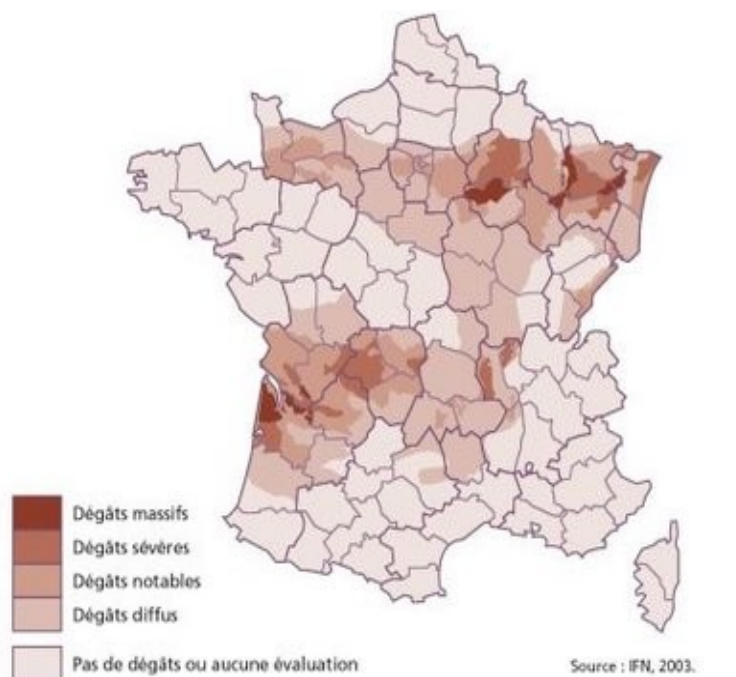 Dégâts massifs
Dégâts sévères
Dégâts notables
Dégâts diffus
Pas de dégâts ou aucune évaluation
Source : IFN, 2003.